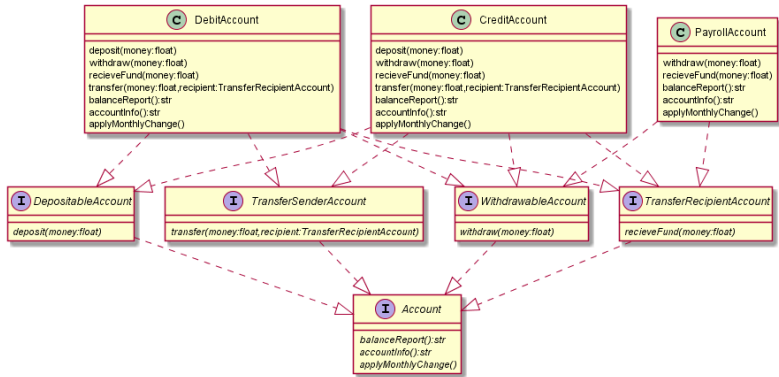 C DebitAccount
deposit(money:float)
withdraw(money:float)
recieveFund(money:float)
transfer(money:float,recipient:TransferRecipientAccount)
balanceReport():str
accountInfo():str
applyMonthlyChange()
C CreditAccount
deposit(money:float)
withdraw(money:float)
recieveFund(money:float)
transfer(money:float,recipient:TransferRecipientAccount)
balanceReport():str
accountInfo():str
applyMonthlyChange()
C PayrollAccount
withdraw(money:float)
recieveFund(money:float)
balanceReport():str
accountInfo():str
applyMonthlyChange()
I DepositableAccount
deposit(money:float)
I TransferSenderAccount
transfer(money:float,recipient:TransferRecipientAccount)
I WithdrawableAccount
withdraw(money:float)
I TransferRecipientAccount
recieveFund(money:float)
I Account
balanceReport():str
accountInfo():str
applyMonthlyChange()